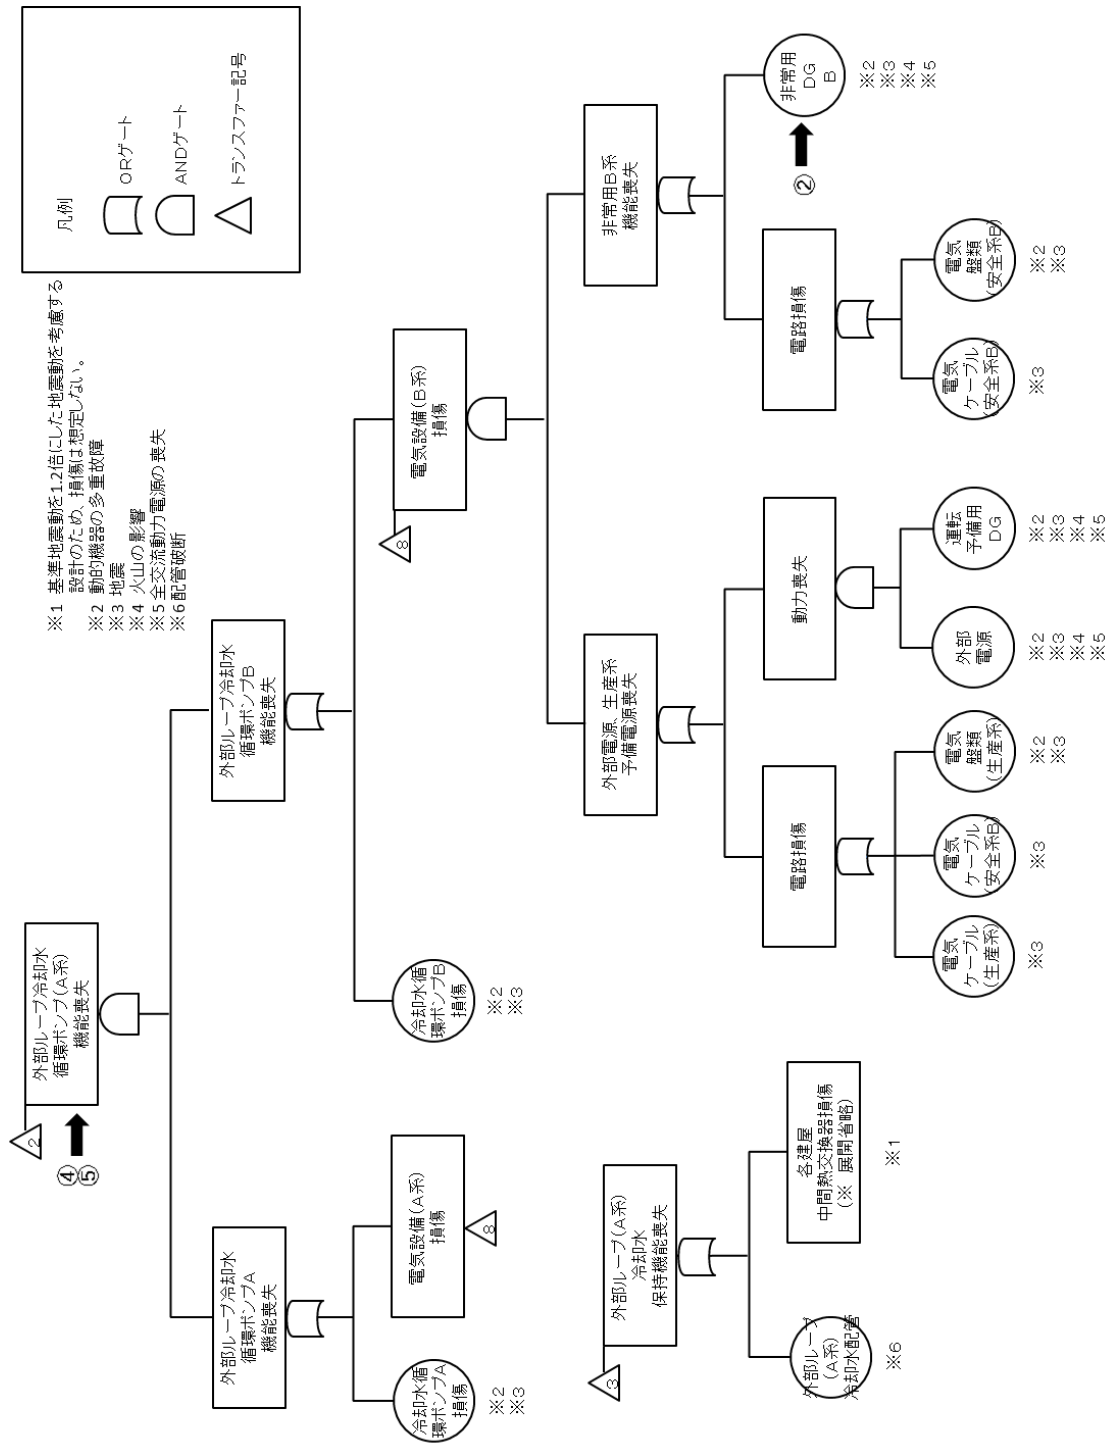 凡例
ORゲート
ANDゲート
トランスファー記号
※1 基準地震動を1.2倍にした地震動を考慮する
設計のため、損傷は想定しない。
※2 動的機器の多重故障
※3 地震
※4 火山の影響
※5 全交流動力電源の喪失
※6 配管破断
2
④
⑤
外部ループ冷却水
循環ポンプ(A系)
機能喪失
外部ループ冷却水
循環ポンプA
機能喪失
外部ループ冷却水
循環ポンプB
機能喪失
冷却水循
環ポンプA
損傷
※2
※3
電気設備(A系)
損傷
8
冷却水循
環ポンプB
損傷
※2
※3
8
電気設備(B系)
損傷
外部電源、生産系
予備電源喪失
非常用B系
機能喪失
電路損傷
動力喪失
電路損傷
②
非常用
DG
B
※2
※3
※4
※5
電気
ケーブル
(生産系)
※3
電気
ケーブル
(安全系B)
※3
電気
盤類
(生産系)
※2
※3
外部
電源
※2
※3
※4
※5
運転
予備用
DG
※2
※3
※4
※5
電気
ケーブル
(安全系B)
※3
電気
盤類
(安全系B)
※2
※3
3
外部ループ(A系)
冷却水
保持機能喪失
外部ループ
(A系)
冷却水配管
※6
各建屋
中間熱交換器損傷
(※ 展開省略)
※1